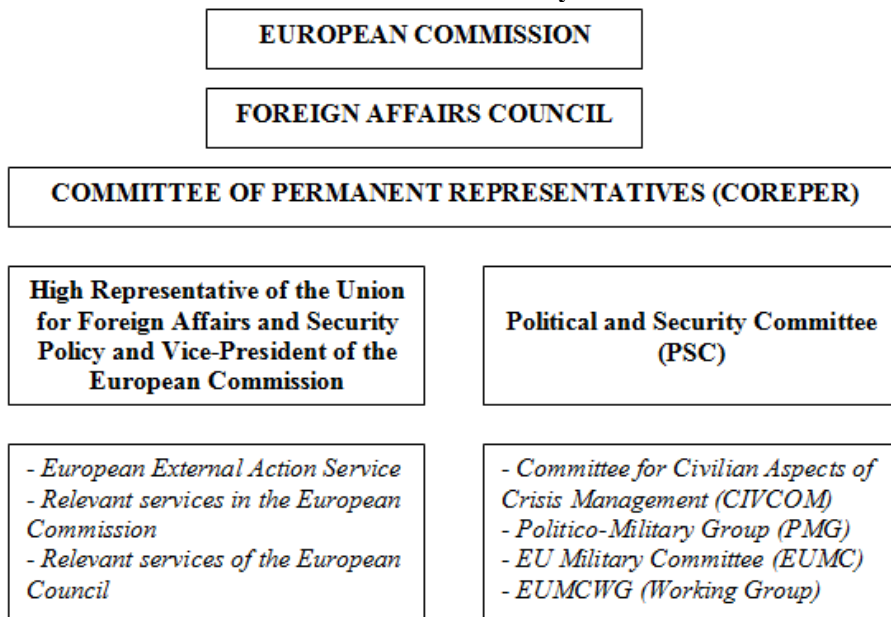 EUROPEAN COMMISSION
FOREIGN AFFAIRS COUNCIL
COMMITTEE OF PERMANENT REPRESENTATIVES (COREPER)
High Representative of the Union
for Foreign Affairs and Security
Policy and Vice-President of the
European Commission
Political and Security Committee
(PSC)
- European External Action Service
- Relevant services in the European
Commission
- Relevant services of the European
Council
- Committee for Civilian Aspects of
Crisis Management (CIVCOM)
- Politico-Military Group (PMG)
- EU Military Committee (EUMC)
- EUMCWG (Working Group)